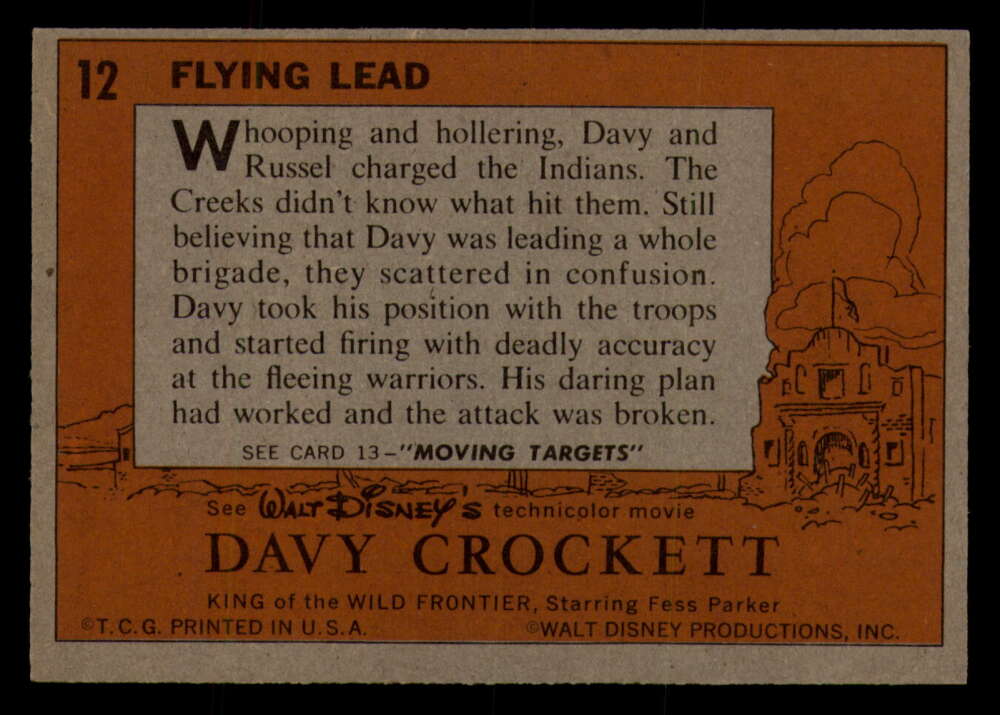 12 FLYING LEAD
Whooping and hollering, Davy and
Russel charged the Indians. The
Creeks didn't know what hit them. Still
believing that Davy was leading a whole
brigade, they scattered in confusion.
Davy took his position with the troops
and started firing with deadly accuracy
at the fleeing warriors. His daring plan
had worked and the attack was broken.
SEE CARD 13-"MOVING TARGETS"
See WALT DISNEY'S technicolor movie
DAVY CROCKETT
KING of the WILD FRONTIER, Starring Fess Parker
©T.C.G. PRINTED IN U.S.A. ©WALT DISNEY PRODUCTIONS, INC.